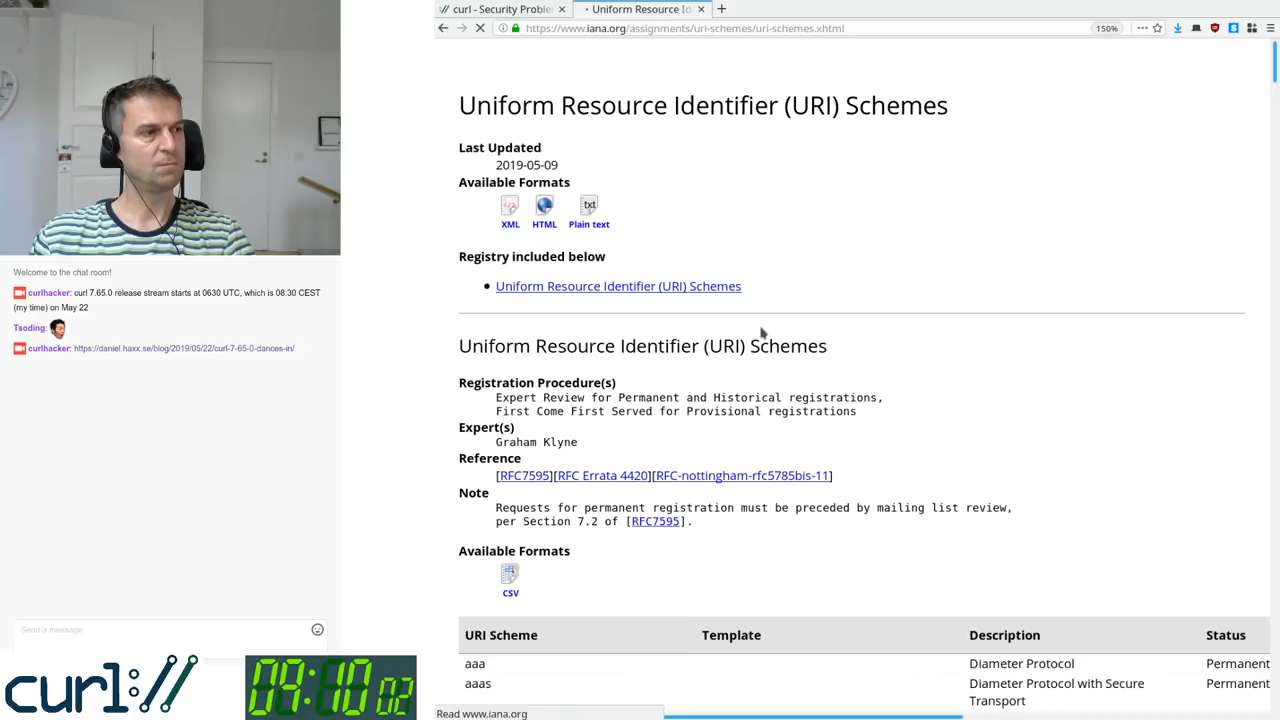 curl - Security Proble
Uniform Resource Id
https://www.iana.org/assignments/uri-schemes/uri-schemes.xhtml
150%
Uniform Resource Identifier (URI) Schemes
Last Updated
2019-05-09
Available Formats
txt
XML HTML Plain text
Registry included below
Uniform Resource Identifier (URI) Schemes
Uniform Resource Identifier (URI) Schemes
Registration Procedure(s)
Expert Review for Permanent and Historical registrations,
First Come First Served for Provisional registrations
Expert(s)
Graham Klyne
Reference
[RFC7595][RFC Errata 4420][RFC-nottingham-rfc5785bis-11]
Note
Requests for permanent registration must be preceded by mailing list review,
per Section 7.2 of [RFC7595].
Available Formats
CSV
URI Scheme Template Description Status
aaa Diameter Protocol Permanent
aaas Diameter Protocol with Secure Permanent
Transport
Read www.iana.org
Welcome to the chat room!
curlhacker: curl 7.65.0 release stream starts at 0630 UTC, which is 08:30 CEST
(my time) on May 22
Tsoding:
curlhacker: https://daniel.haxx.se/blog/2019/05/22/curl-7-65-0-dances-in/
Send a message
curl://
09:10 02